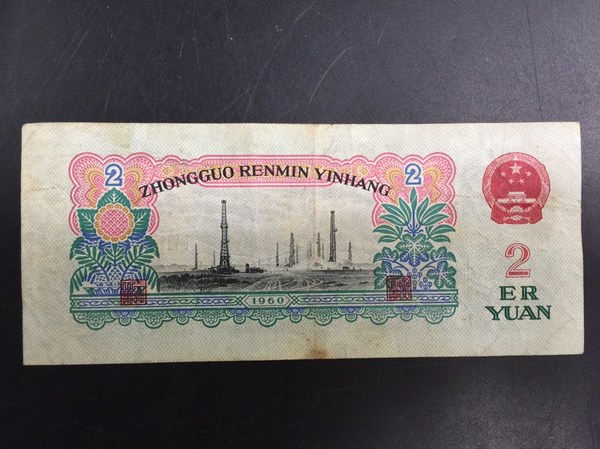 2
2
ZHONGGUO RENMIN YINHANG
1960
2
ER
YUAN